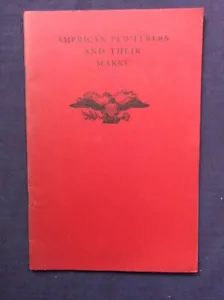 AMERICAN PEWTERERS
AND THEIR
MARKS